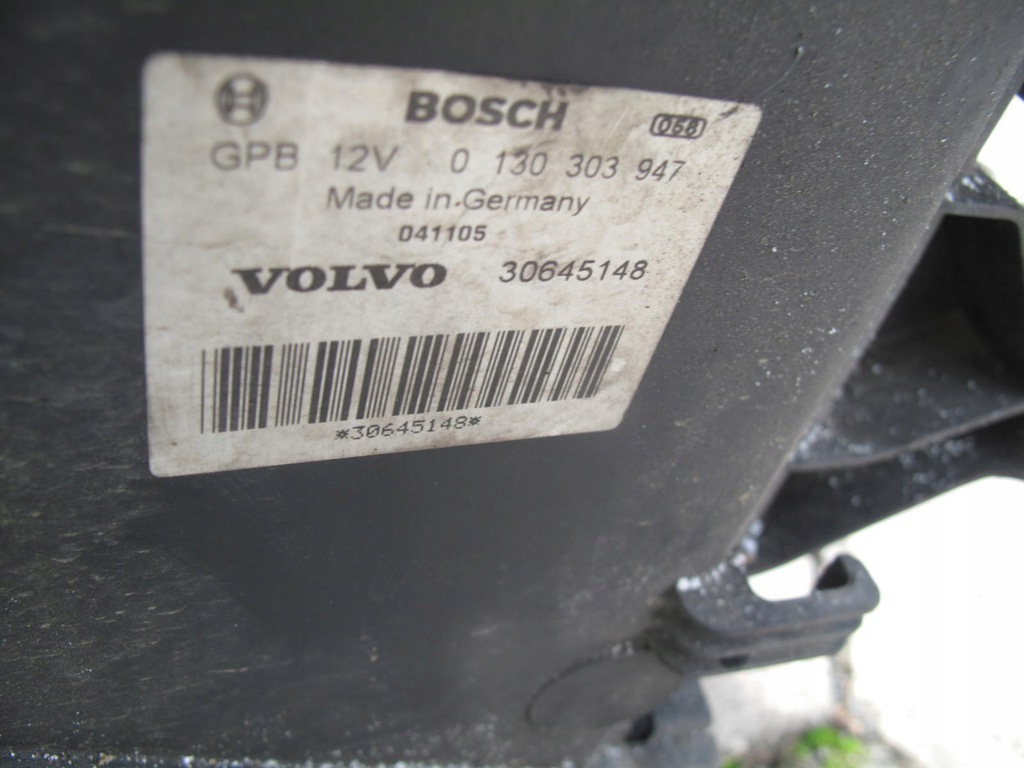 BOSCH 058
GPB 12V 0 130 303 947
Made in Germany
041105
VOLVO 30645148
*30645148*